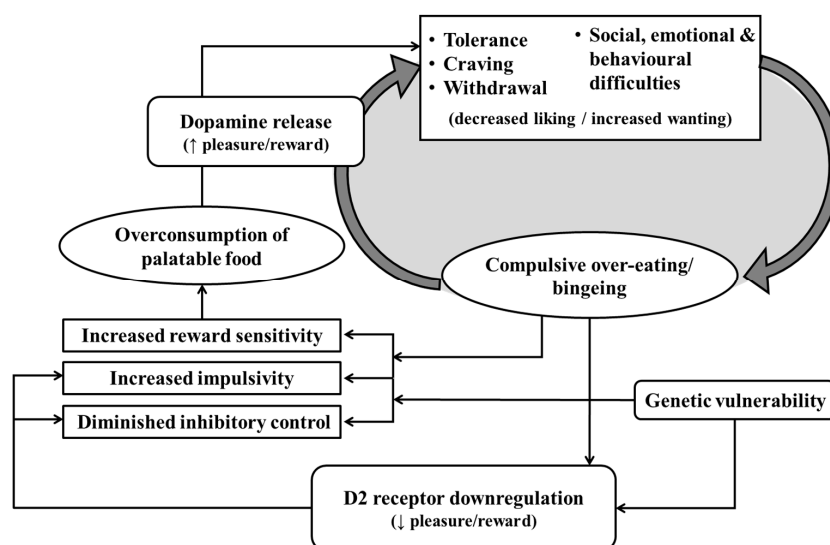 • Tolerance
• Craving
• Withdrawal
• Social, emotional &
behavioural
difficulties
(decreased liking / increased wanting)
Dopamine release
(↑ pleasure/reward)
Overconsumption of
palatable food
Compulsive over-eating/
bingeing
Increased reward sensitivity
Increased impulsivity
Diminished inhibitory control
Genetic vulnerability
D2 receptor downregulation
(↓ pleasure/reward)